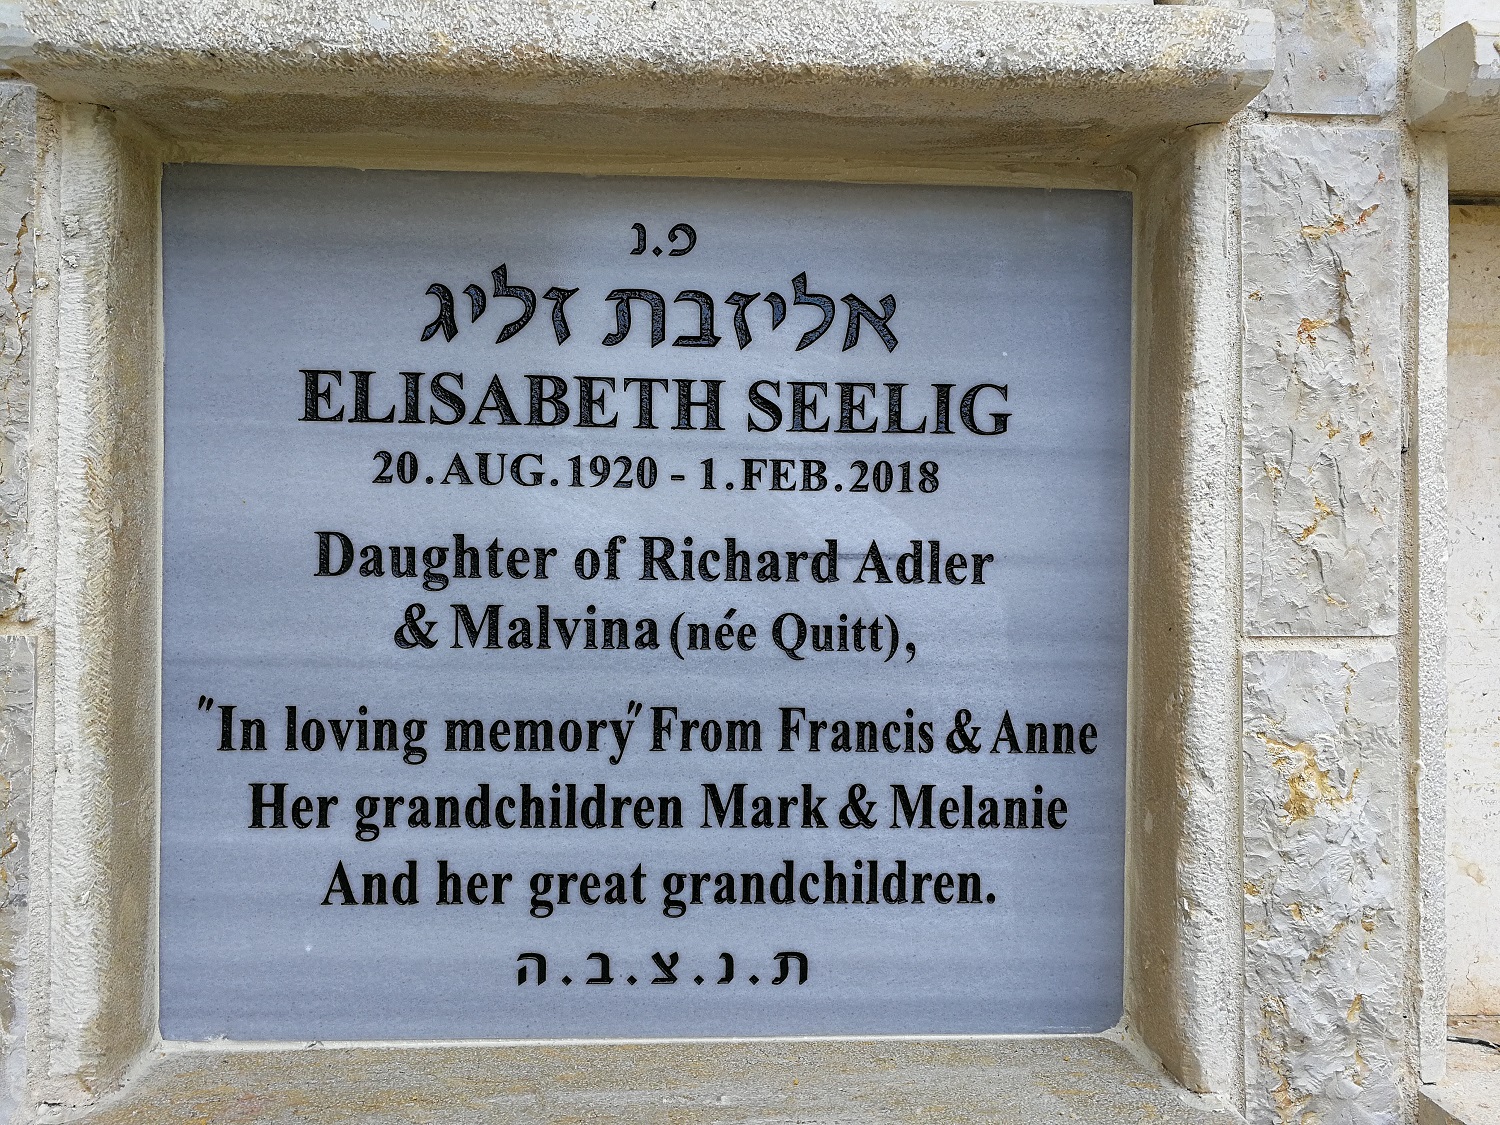 פ.נ
אליזבת זליג
ELISABETH SEELIG
20.AUG.1920 - 1.FEB.2018
Daughter of Richard Adler
& Malvina (née Quitt),
"In loving memory" From Francis & Anne
Her grandchildren Mark & Melanie
And her great grandchildren.
ת.נ.צ.ב.ה